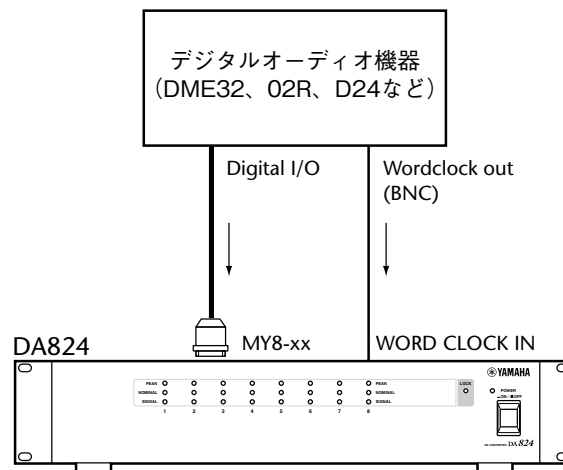 デジタルオーディオ機器
（DME32、02R、D24など）
Digital I/O
Wordclock out
(BNC)
DA824
MY8-xx
WORD CLOCK IN
YAMAHA
PEAK
PEAK
LOCK
NOMINAL
NOMINAL
POWER
ON / OFF
SIGNAL
SIGNAL
1 2 3 4 5 6 7 8
DA 824